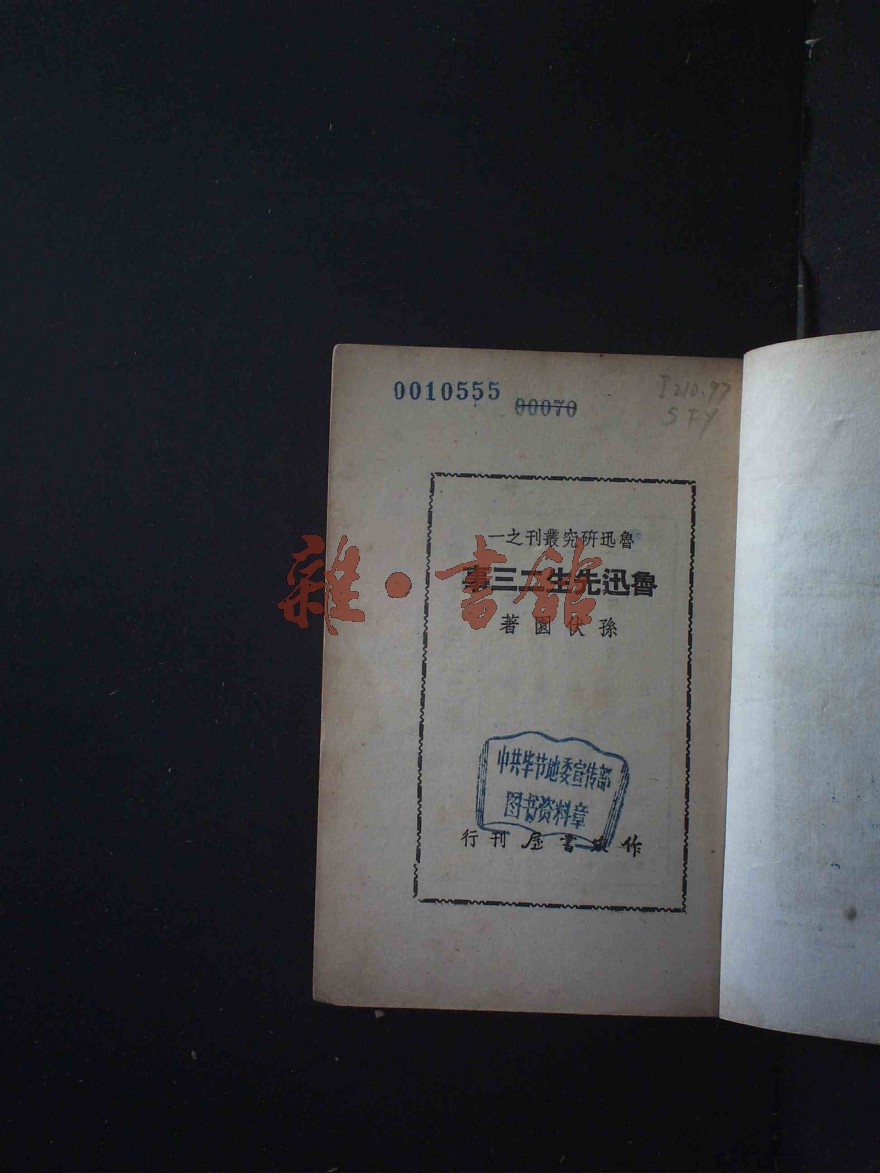 0010555
00070
I210.97
SFY
魯迅研究叢刊之一
魯迅先生二三事
孫伏園著
中共毕节地委宣传部
图书资料章
作家書屋刊行
雜·書館